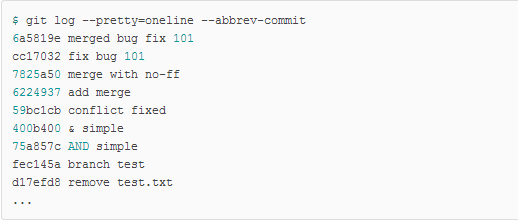 $ git log --pretty=oneline --abbrev-commit
6a5819e merged bug fix 101
cc17032 fix bug 101
7825a50 merge with no-ff
6224937 add merge
59bc1cb conflict fixed
400b400 & simple
75a857c AND simple
fec145a branch test
d17efd8 remove test.txt
...